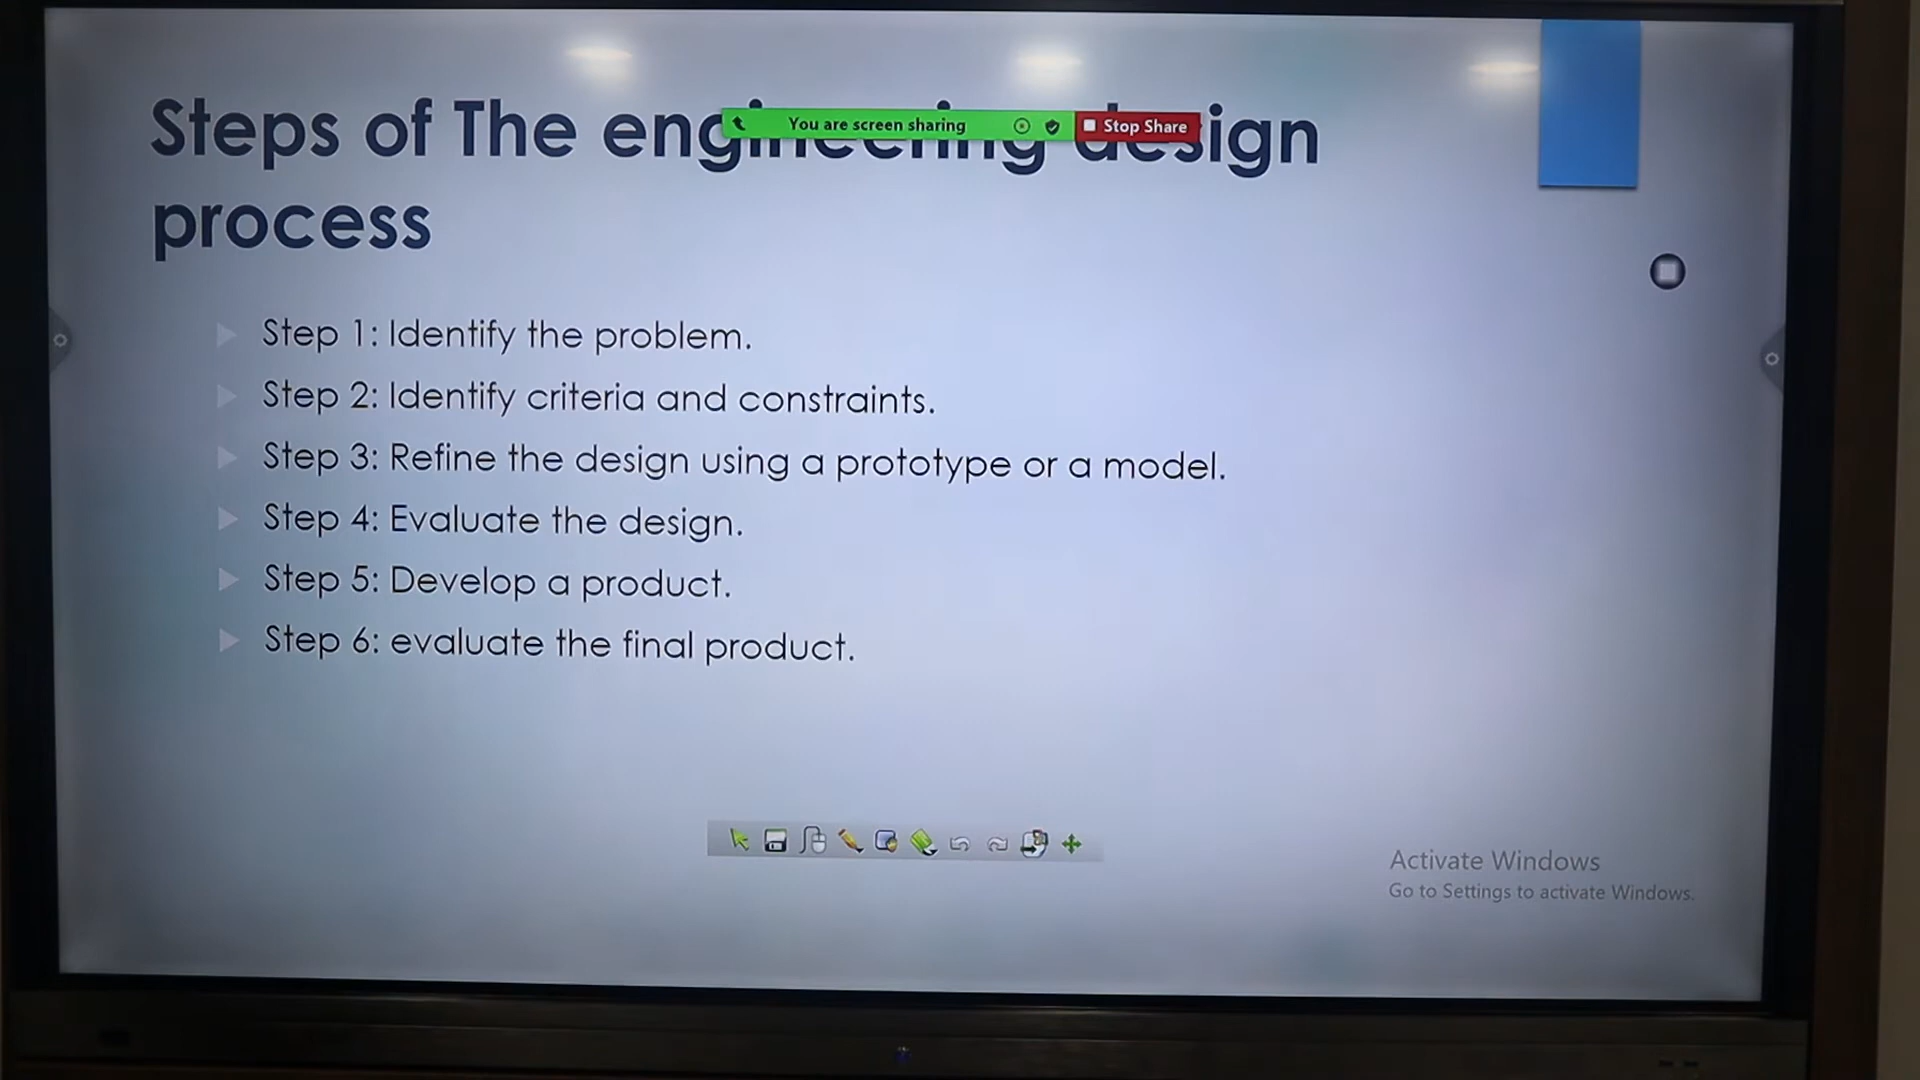 Steps of The engineering design
process
You are screen sharing
Stop Share
Step 1: Identify the problem.
Step 2: Identify criteria and constraints.
Step 3: Refine the design using a prototype or a model.
Step 4: Evaluate the design.
Step 5: Develop a product.
Step 6: evaluate the final product.
Activate Windows
Go to Settings to activate Windows.